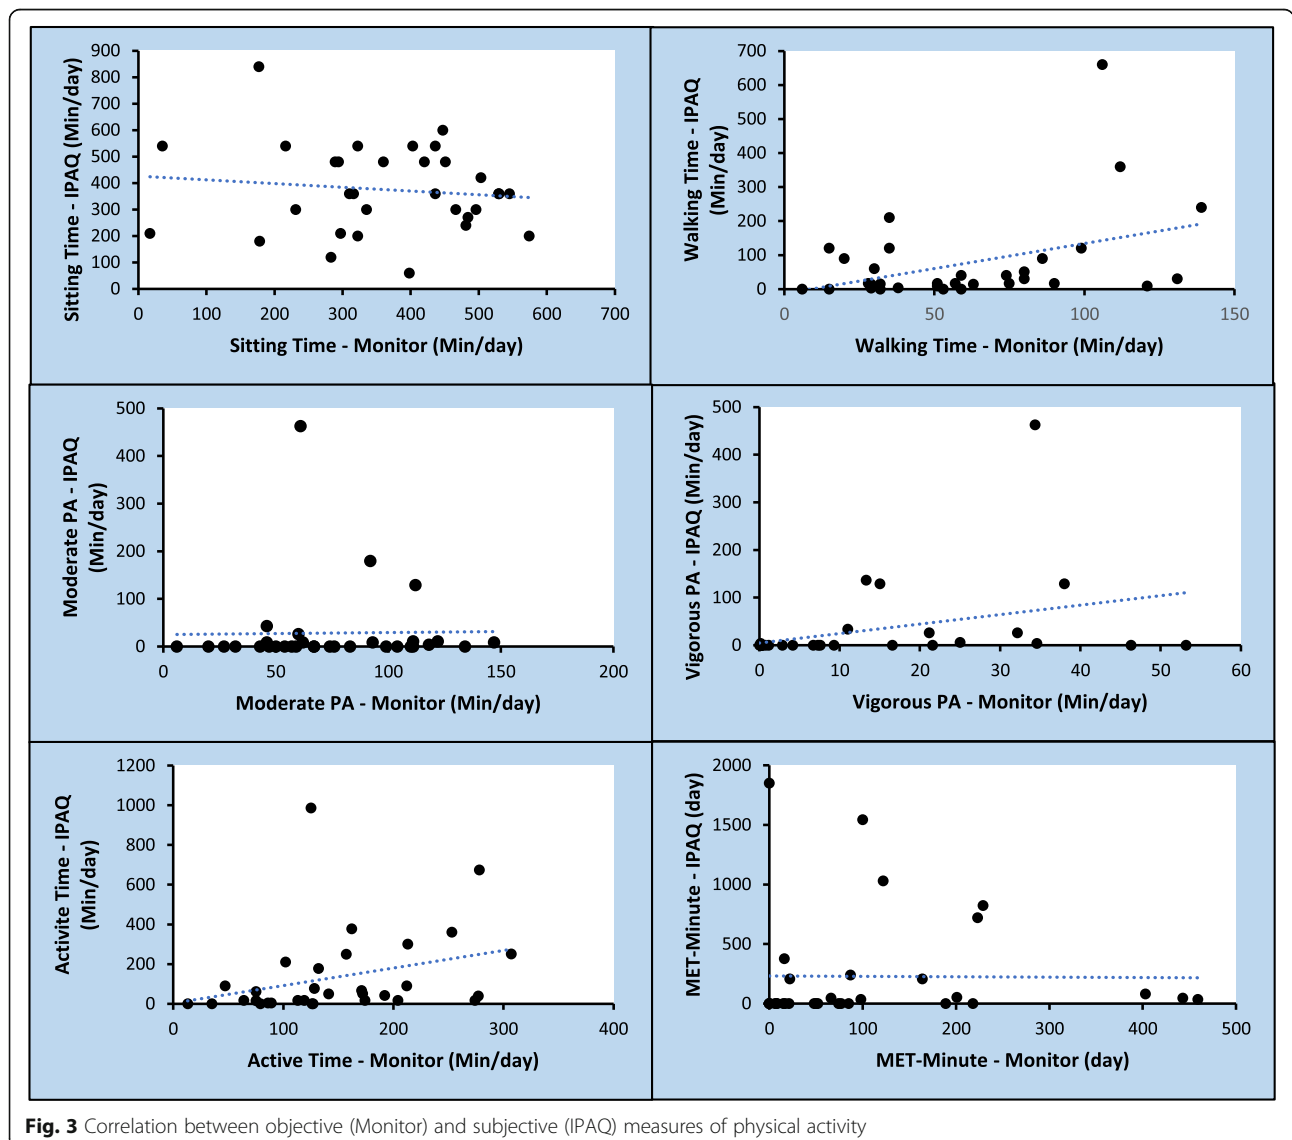 900
800
700
600
500
400
300
200
100
0
0 100 200 300 400 500 600 700
Sitting Time - IPAQ (Min/day)
Sitting Time - Monitor (Min/day)
700
600
500
400
300
200
100
0
0 50 100 150
Walking Time - IPAQ
(Min/day)
Walking Time - Monitor (Min/day)
500
400
300
200
100
0
0 50 100 150 200
Moderate PA - IPAQ
(Min/day)
Moderate PA - Monitor (Min/day)
500
400
300
200
100
0
0 10 20 30 40 50 60
Vigorous PA - IPAQ (Min/day)
Vigorous PA - Monitor (Min/day)
1200
1000
800
600
400
200
0
0 100 200 300 400
Activite Time - IPAQ
(Min/day)
Active Time - Monitor (Min/day)
2000
1500
1000
500
0
0 100 200 300 400 500
MET-Minute - IPAQ (day)
MET-Minute - Monitor (day)
Fig. 3 Correlation between objective (Monitor) and subjective (IPAQ) measures of physical activity